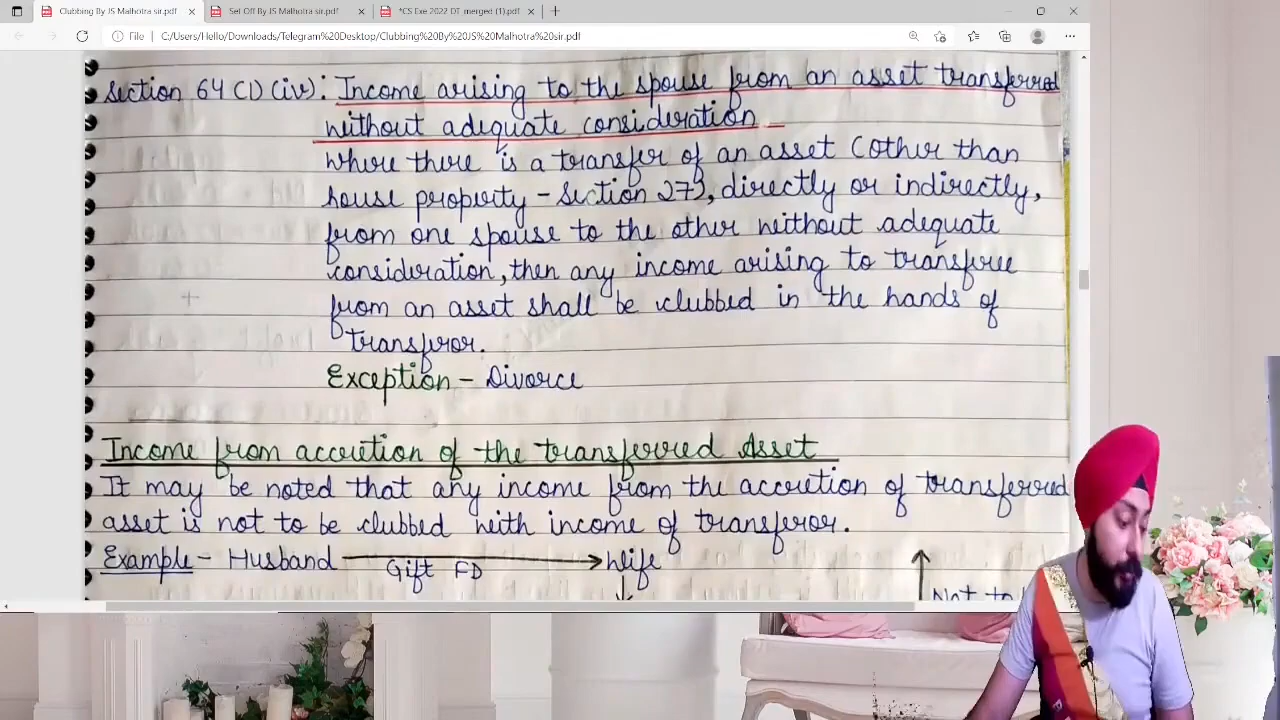 Clubbing By JS Malhotra sir.pdf
Set Off By JS Malhotra sir.pdf
*CS Exe 2022 DT merged (1).pdf
File C:/Users/Hello/Downloads/Telegram%20Desktop/Clubbing%20By%20JS%20Malhotra%20sir.pdf
Section 64 (1) (iv): Income arising to the spouse from an asset transferred
without adequate consideration
Where there is a transfer of an asset (other than
house property - Section 27), directly or indirectly,
from one spouse to the other without adequate
consideration, then any income arising to transferee
from an asset shall be clubbed in the hands of
transferor.
Exception - Divorce
Income from accretion of the transferred Asset
It may be noted that any income from the accretion of transferred
asset is not to be clubbed with income of transferor.
Example - Husband Gift FD Wife
Not to